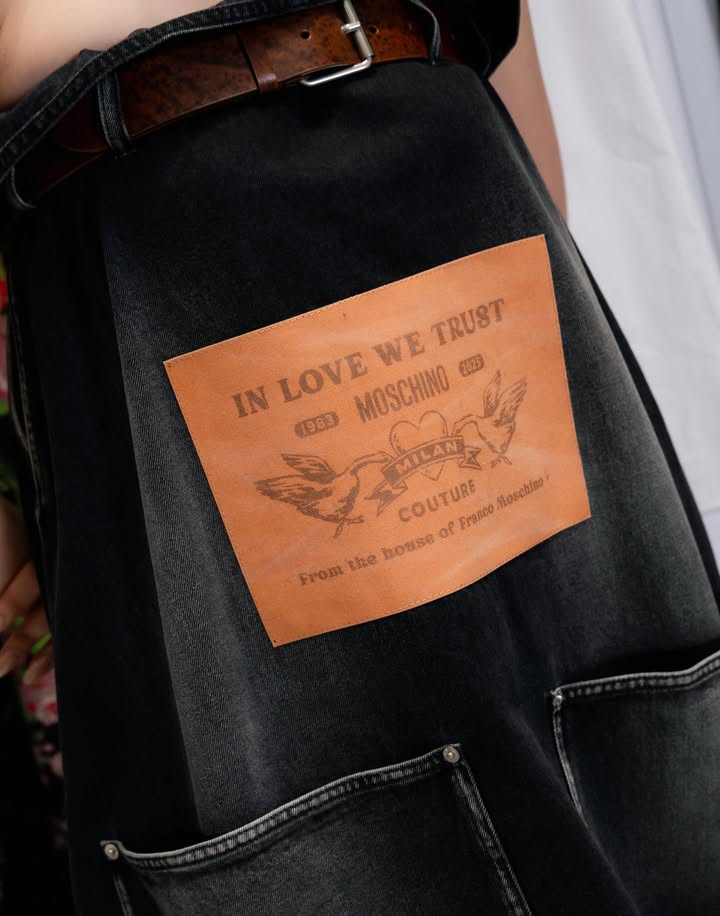 IN LOVE WE TRUST
1983 MOSCHINO 2025
MILAN
COUTURE
From the house of Franco Moschino